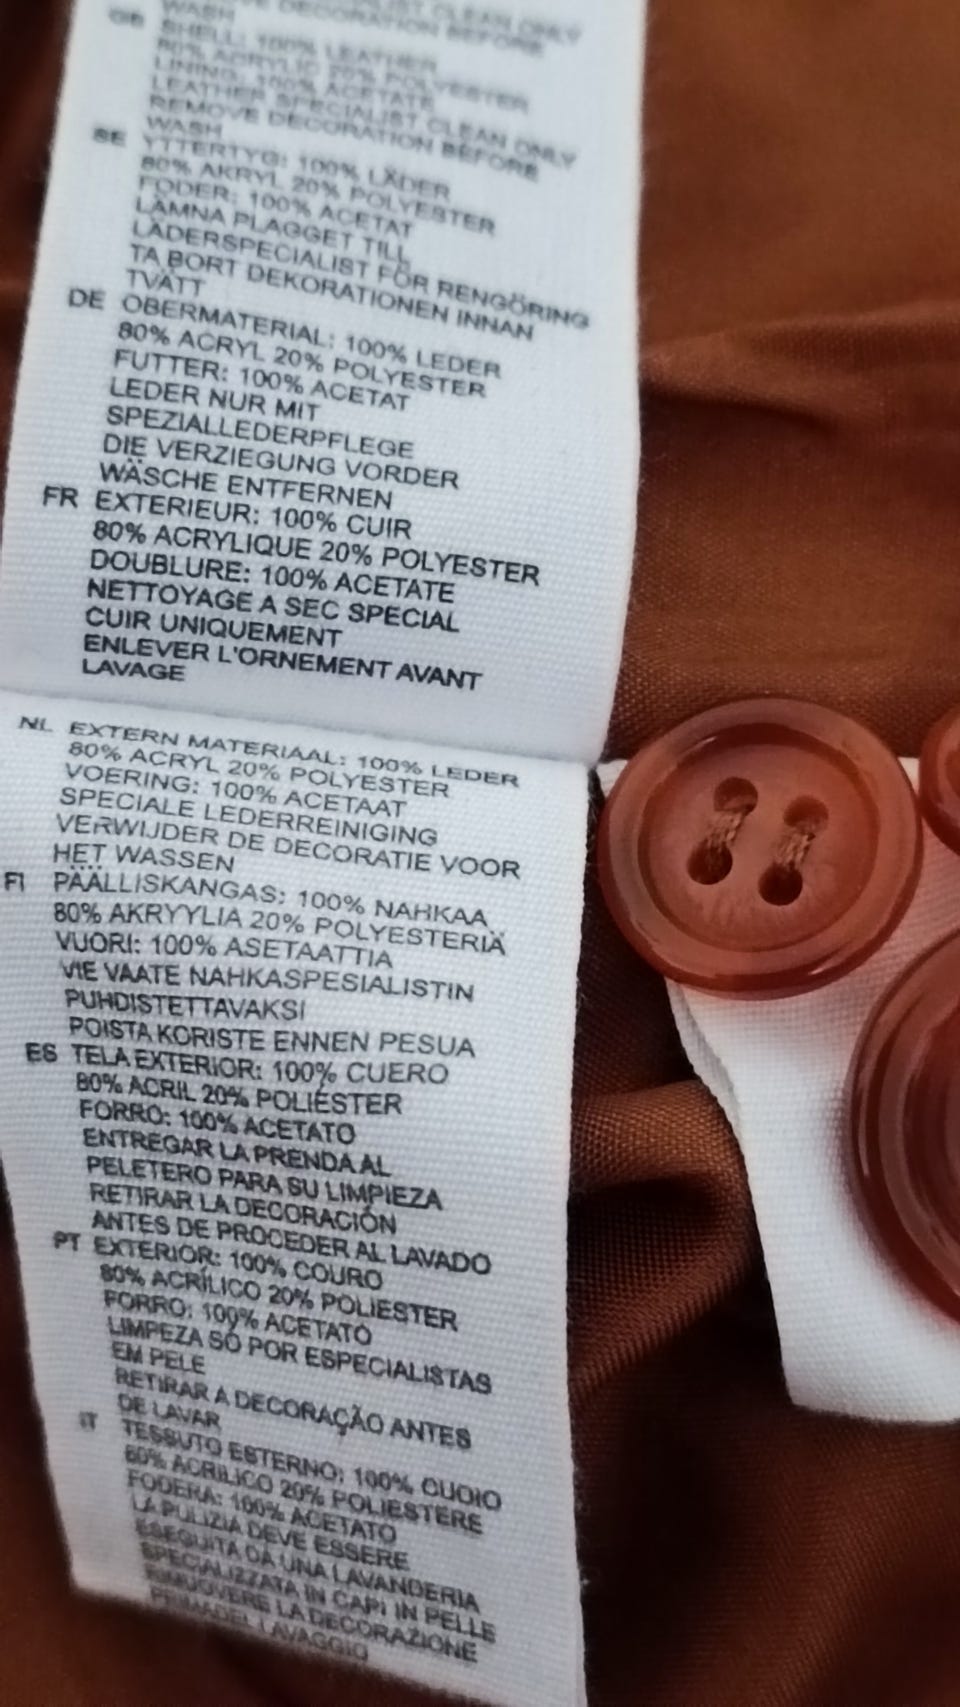 CLEAN ONLY
DECORATION BEFORE
WASH
GB SHELL: 100% LEATHER
80% ACRYLIC 20% POLYESTER
LINING: 100% ACETATE
LEATHER SPECIALIST CLEAN ONLY
REMOVE DECORATION BEFORE
WASH
SE YTTERTYG: 100% LÄDER
80% AKRYL 20% POLYESTER
FODER: 100% ACETAT
LÄMNA PLAGGET TILL
LÄDERSPECIALIST FÖR RENGÖRING
TA BORT DEKORATIONEN INNAN
TVÄTT
DE OBERMATERIAL: 100% LEDER
80% ACRYL 20% POLYESTER
FUTTER: 100% ACETAT
LEDER NUR MIT
SPEZIALLEDERPFLEGE
DIE VERZIEGUNG VORDER
WÄSCHE ENTFERNEN
FR EXTERIEUR: 100% CUIR
80% ACRYLIQUE 20% POLYESTER
DOUBLURE: 100% ACETATE
NETTOYAGE A SEC SPECIAL
CUIR UNIQUEMENT
ENLEVER L'ORNEMENT AVANT
LAVAGE
NL EXTERN MATERIAAL: 100% LEDER
80% ACRYL 20% POLYESTER
VOERING: 100% ACETAAT
SPECIALE LEDERREINIGING
VERWIJDER DE DECORATIE VOOR
HET WASSEN
FI PÄÄLLISKANGAS: 100% NAHKAA
80% AKRYYLIA 20% POLYESTERIÄ
VUORI: 100% ASETAATTIA
VIE VAATE NAHKASPESIALISTIN
PUHDISTETTAVAKSI
POISTA KORISTE ENNEN PESUA
ES TELA EXTERIOR: 100% CUERO
80% ACRIL 20% POLIÉSTER
FORRO: 100% ACETATO
ENTREGAR LA PRENDA AL
PELETERO PARA SU LIMPIEZA
RETIRAR LA DECORACIÓN
ANTES DE PROCEDER AL LAVADO
PT EXTERIOR: 100% COURO
80% ACRÍLICO 20% POLIESTER
FORRO: 100% ACETATO
LIMPEZA SÓ POR ESPECIALISTAS
EM PELE
RETIRAR A DECORAÇÃO ANTES
DE LAVAR
IT TESSUTO ESTERNO: 100% CUOIO
80% ACRILICO 20% POLIESTERE
FODERA: 100% ACETATO
LA PULIZIA DEVE ESSERE
ESEGUITA DA UNA LAVANDERIA
SPECIALIZZATA IN CAPI IN PELLE
RIMUOVERE LA DECORAZIONE
PRIMADEL LAVAGGIO